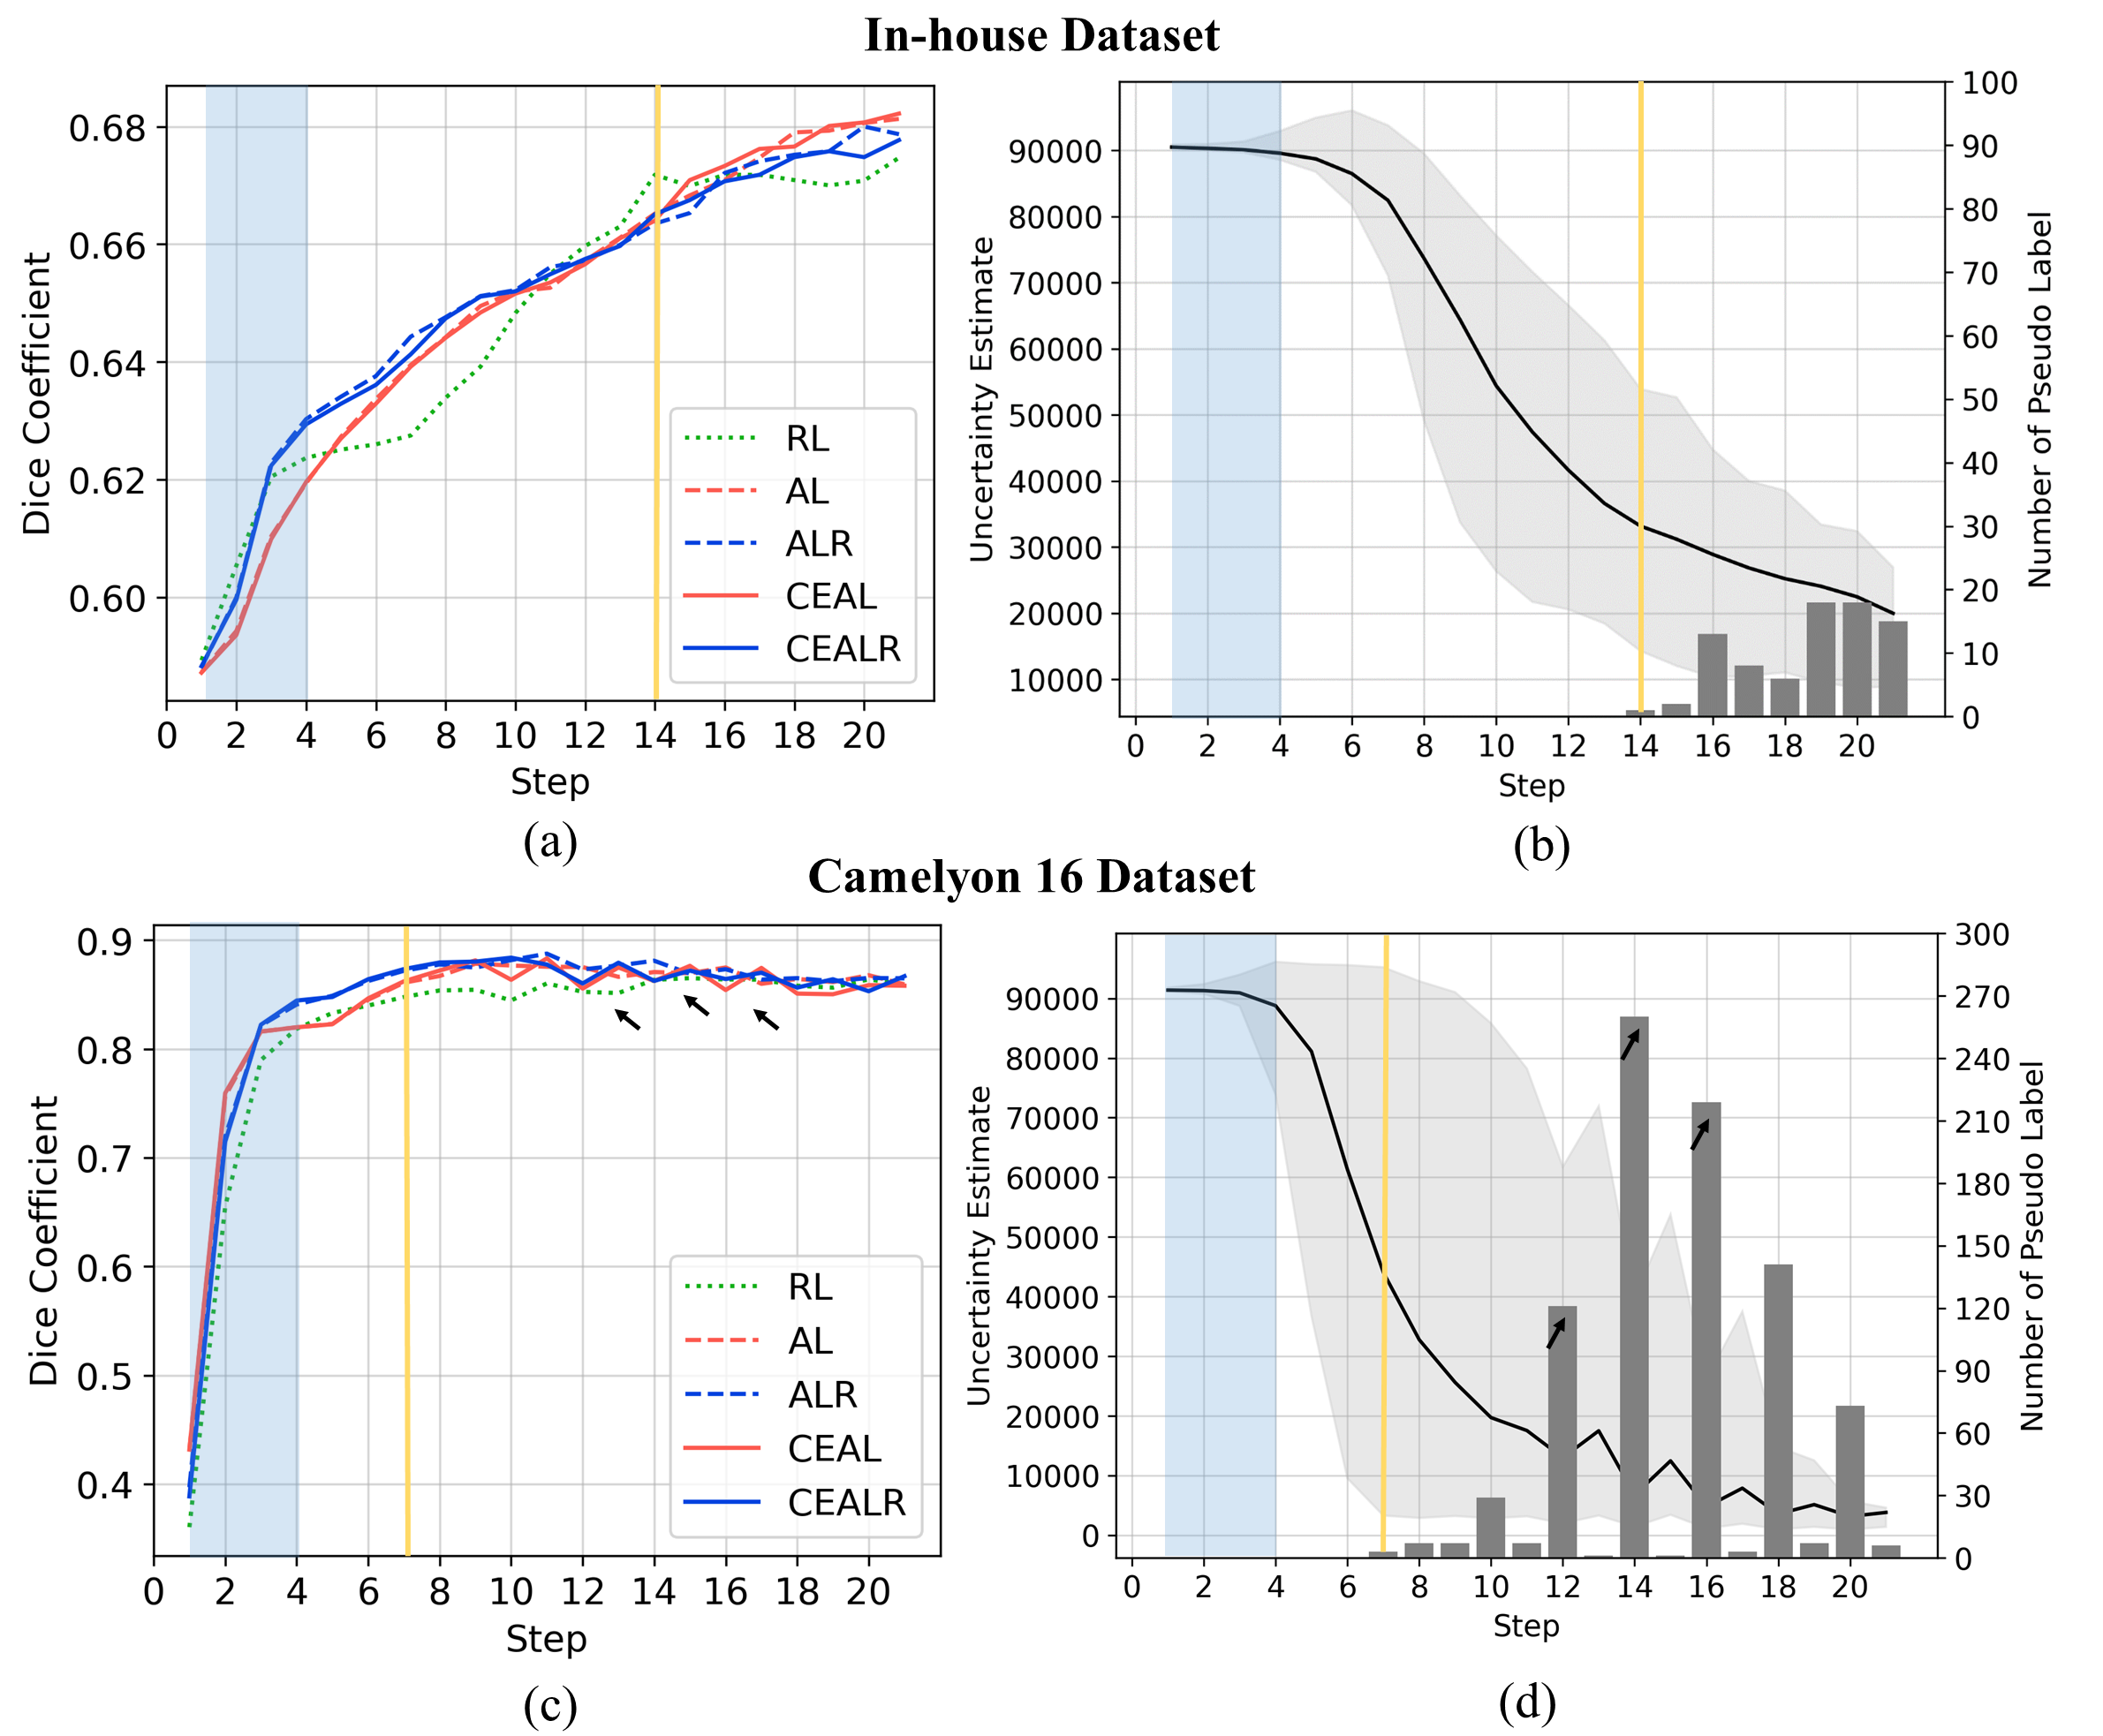 In-house Dataset
0.68
0.66
0.64
0.62
0.60
Dice Coefficient
RL
AL
ALR
CEAL
CEALR
0 2 4 6 8 10 12 14 16 18 20
Step
(a)
90000
80000
70000
60000
50000
40000
30000
20000
10000
Uncertainty Estimate
100
90
80
70
60
50
40
30
20
10
0
Number of Pseudo Label
0 2 4 6 8 10 12 14 16 18 20
Step
(b)
Camelyon 16 Dataset
0.9
0.8
0.7
0.6
0.5
0.4
Dice Coefficient
RL
AL
ALR
CEAL
CEALR
0 2 4 6 8 10 12 14 16 18 20
Step
(c)
90000
80000
70000
60000
50000
40000
30000
20000
10000
0
Uncertainty Estimate
300
270
240
210
180
150
120
90
60
30
0
Number of Pseudo Label
0 2 4 6 8 10 12 14 16 18 20
Step
(d)